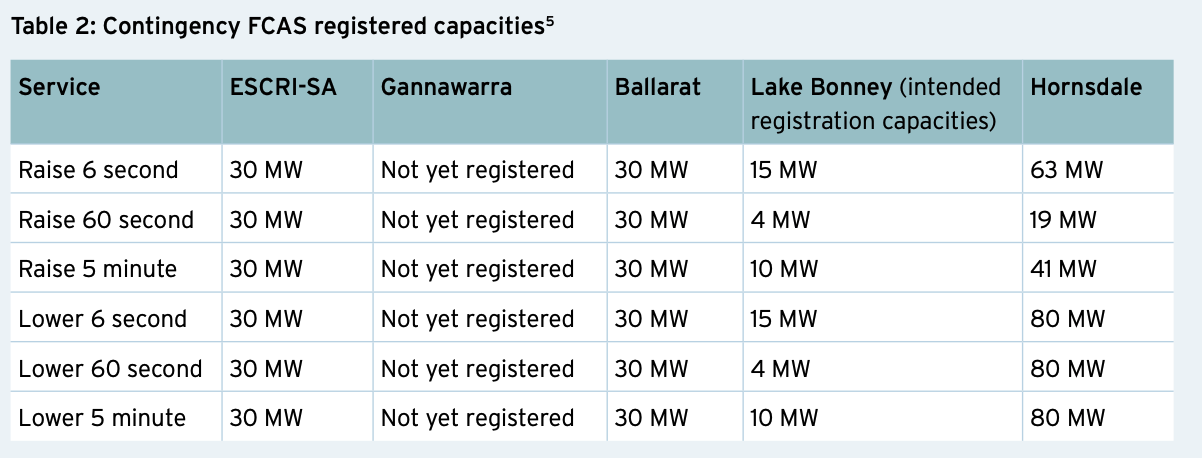 Table 2: Contingency FCAS registered capacities⁵
Service ESCRI-SA Gannawarra Ballarat Lake Bonney (intended registration capacities) Hornsdale
Raise 6 second 30 MW Not yet registered 30 MW 15 MW 63 MW
Raise 60 second 30 MW Not yet registered 30 MW 4 MW 19 MW
Raise 5 minute 30 MW Not yet registered 30 MW 10 MW 41 MW
Lower 6 second 30 MW Not yet registered 30 MW 15 MW 80 MW
Lower 60 second 30 MW Not yet registered 30 MW 4 MW 80 MW
Lower 5 minute 30 MW Not yet registered 30 MW 10 MW 80 MW